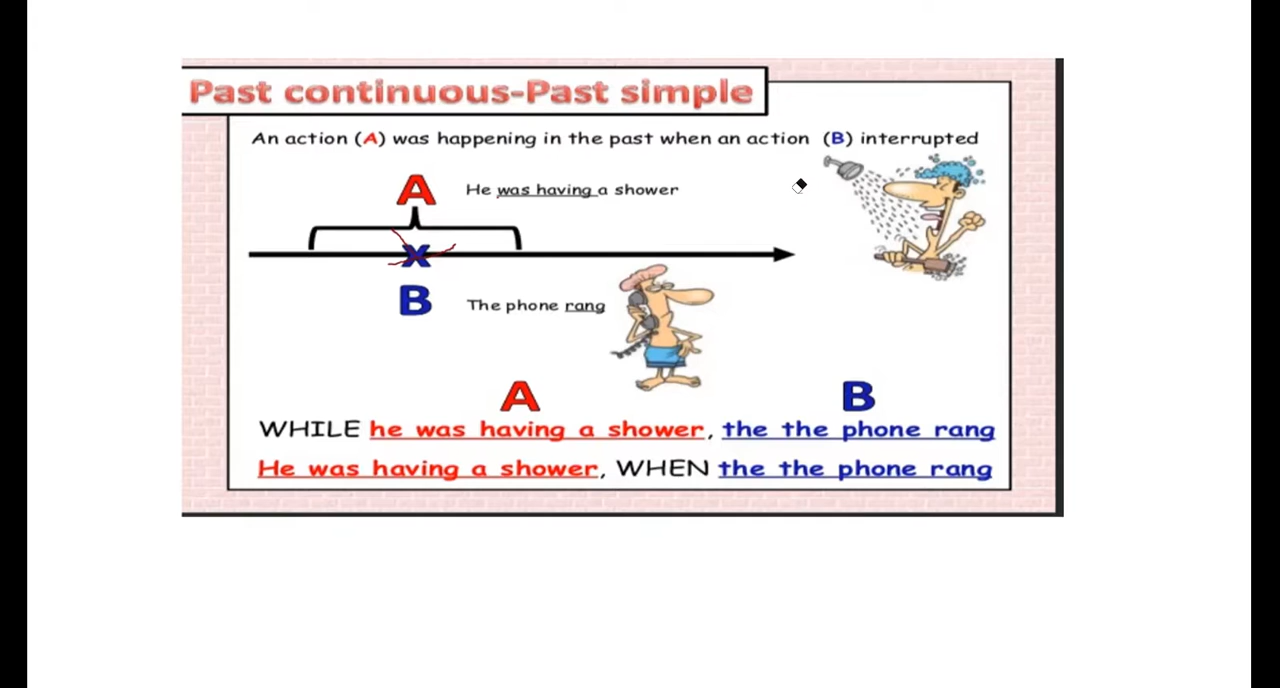 Past continuous-Past simple
An action (A) was happening in the past when an action (B) interrupted
A He was having a shower
x
B The phone rang
A B
WHILE he was having a shower, the the phone rang
He was having a shower, WHEN the the phone rang